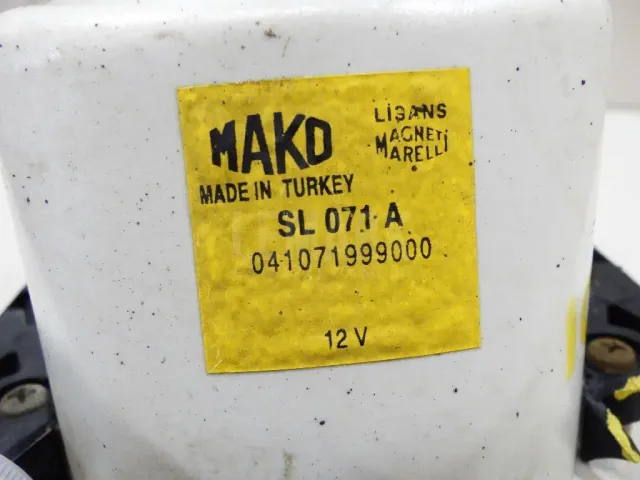 MAKO
LİSANS
MAGNETİ
MARELLİ
MADE IN TURKEY
SL 071 A
041071999000
12 V